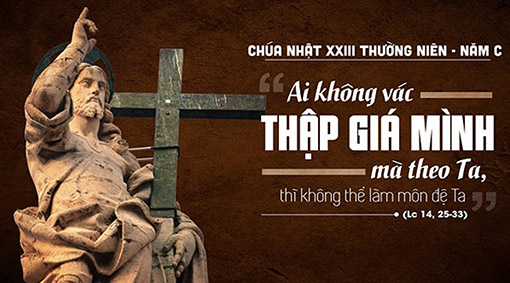 CHÚA NHẬT XXIII THƯỜNG NIÊN - NĂM C
“Ai không vác
THẬP GIÁ MÌNH
mà theo Ta,
thì không thể làm môn đệ Ta”
(Lc 14, 25-33)